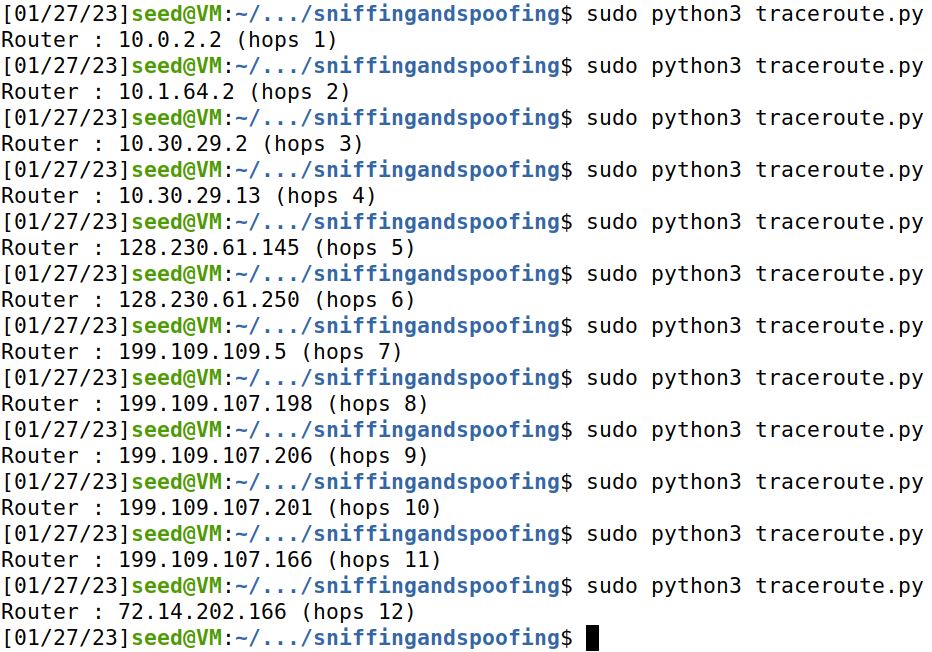 [01/27/23]seed@VM:~/.../sniffingandspoofing$ sudo python3 traceroute.py
Router : 10.0.2.2 (hops 1)
[01/27/23]seed@VM:~/.../sniffingandspoofing$ sudo python3 traceroute.py
Router : 10.1.64.2 (hops 2)
[01/27/23]seed@VM:~/.../sniffingandspoofing$ sudo python3 traceroute.py
Router : 10.30.29.2 (hops 3)
[01/27/23]seed@VM:~/.../sniffingandspoofing$ sudo python3 traceroute.py
Router : 10.30.29.13 (hops 4)
[01/27/23]seed@VM:~/.../sniffingandspoofing$ sudo python3 traceroute.py
Router : 128.230.61.145 (hops 5)
[01/27/23]seed@VM:~/.../sniffingandspoofing$ sudo python3 traceroute.py
Router : 128.230.61.250 (hops 6)
[01/27/23]seed@VM:~/.../sniffingandspoofing$ sudo python3 traceroute.py
Router : 199.109.109.5 (hops 7)
[01/27/23]seed@VM:~/.../sniffingandspoofing$ sudo python3 traceroute.py
Router : 199.109.107.198 (hops 8)
[01/27/23]seed@VM:~/.../sniffingandspoofing$ sudo python3 traceroute.py
Router : 199.109.107.206 (hops 9)
[01/27/23]seed@VM:~/.../sniffingandspoofing$ sudo python3 traceroute.py
Router : 199.109.107.201 (hops 10)
[01/27/23]seed@VM:~/.../sniffingandspoofing$ sudo python3 traceroute.py
Router : 199.109.107.166 (hops 11)
[01/27/23]seed@VM:~/.../sniffingandspoofing$ sudo python3 traceroute.py
Router : 72.14.202.166 (hops 12)
[01/27/23]seed@VM:~/.../sniffingandspoofing$